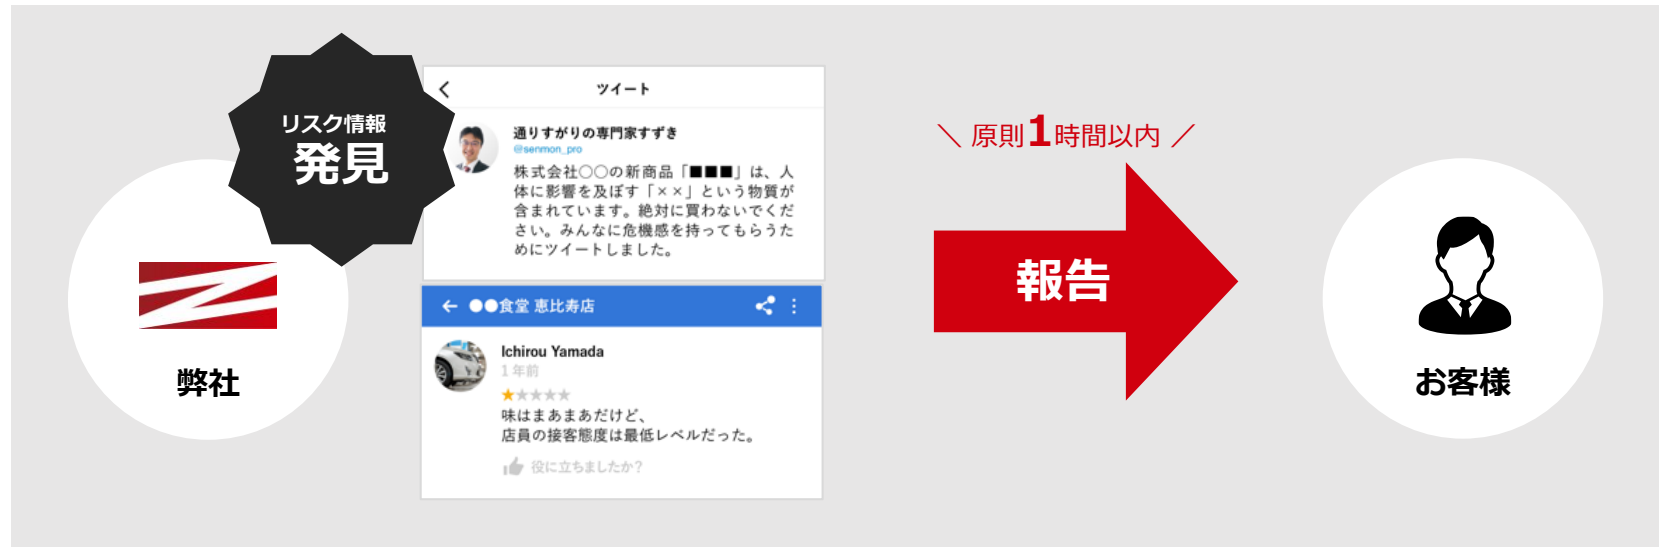 リスク情報
発見
弊社
ツイート
通りすがりの専門家すずき
@senmon_pro
株式会社○○の新商品「■■■」は、人
体に影響を及ぼす「××」という物質が
含まれています。絶対に買わないでくだ
さい。みんなに危機感を持ってもらうた
めにツイートしました。
●●食堂 恵比寿店
Ichirou Yamada
1年前
★★★★★
味はまあまあだけど、
店員の接客態度は最低レベルだった。
役に立ちましたか?
＼ 原則1時間以内 ／
報告
お客様